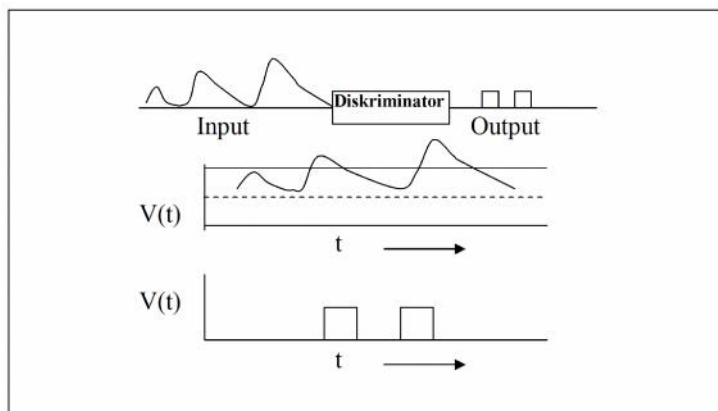 Diskriminator
Input
Output
V(t)
t
V(t)
t